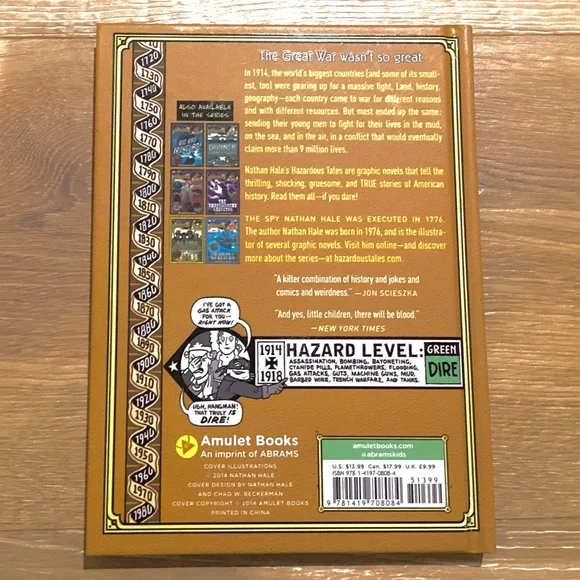 The Great War wasn't so great.
In 1914, the world's biggest countries (and some of its small-
est, too) were gearing up for a massive fight. Land, history,
geography—each country came to war for different reasons
and with different resources. But most ended up the same:
sending their young men to fight for their lives in the mud,
on the sea, and in the air, in a conflict that would eventually
claim more than 9 million lives.
Nathan Hale's Hazardous Tales are graphic novels that tell the
thrilling, shocking, gruesome, and TRUE stories of American
history. Read them all—if you dare!
THE SPY NATHAN HALE WAS EXECUTED IN 1776.
The author Nathan Hale was born in 1976, and is the illustra-
tor of several graphic novels. Visit him online—and discover
more about the series—at hazardoustales.com.
"A killer combination of history and jokes and
comics and weirdness." —JON SCIESZKA
"And yes, little children, there will be blood."
—NEW YORK TIMES
ALSO AVAILABLE
IN THE SERIES
1720
1730
1740
1750
1760
1770
1780
1790
1800
1810
1820
1830
1840
1850
1860
1870
1880
1890
1900
1910
1920
1930
1940
1950
1960
1970
1980
I'VE GOT A
GAS ATTACK
FOR YOU--
RIGHT NOW!
UGH, HANGMAN!
THAT TRULY IS
DIRE!
1914
1918
HAZARD LEVEL:
ASSASSINATION, BOMBING, BAYONETING,
CYANIDE PILLS, FLAMETHROWERS, FLOODING,
GAS ATTACKS, GUTS, MACHINE GUNS, MUD,
BARBED WIRE, TRENCH WARFARE, AND TANKS.
GREEN
DIRE
Amulet Books
An imprint of ABRAMS
COVER ILLUSTRATIONS
© 2014 NATHAN HALE
COVER DESIGN BY NATHAN HALE
AND CHAD W. BECKERMAN
COVER COPYRIGHT © 2014 AMULET BOOKS
PRINTED IN CHINA
amuletbooks.com
@abramskids
U.S. $13.99 Can. $17.99 U.K. £9.99
ISBN 978-1-4197-0808-4
51399
9 781419 708084